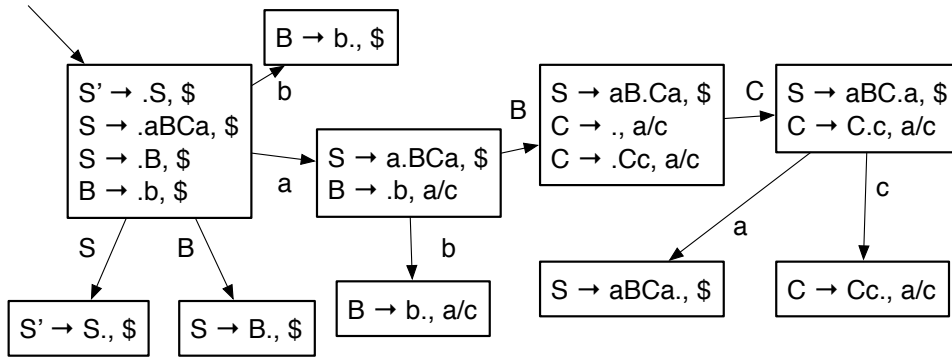 B → b., $
S' → .S, $
S → .aBCa, $
S → .B, $
B → .b, $
b
a
S
B
S' → S., $
S → B., $
S → a.BCa, $
B → .b, a/c
b
B → b., a/c
B
S → aB.Ca, $
C → ., a/c
C → .Cc, a/c
C
S → aBC.a, $
C → C.c, a/c
a
c
S → aBCa., $
C → Cc., a/c